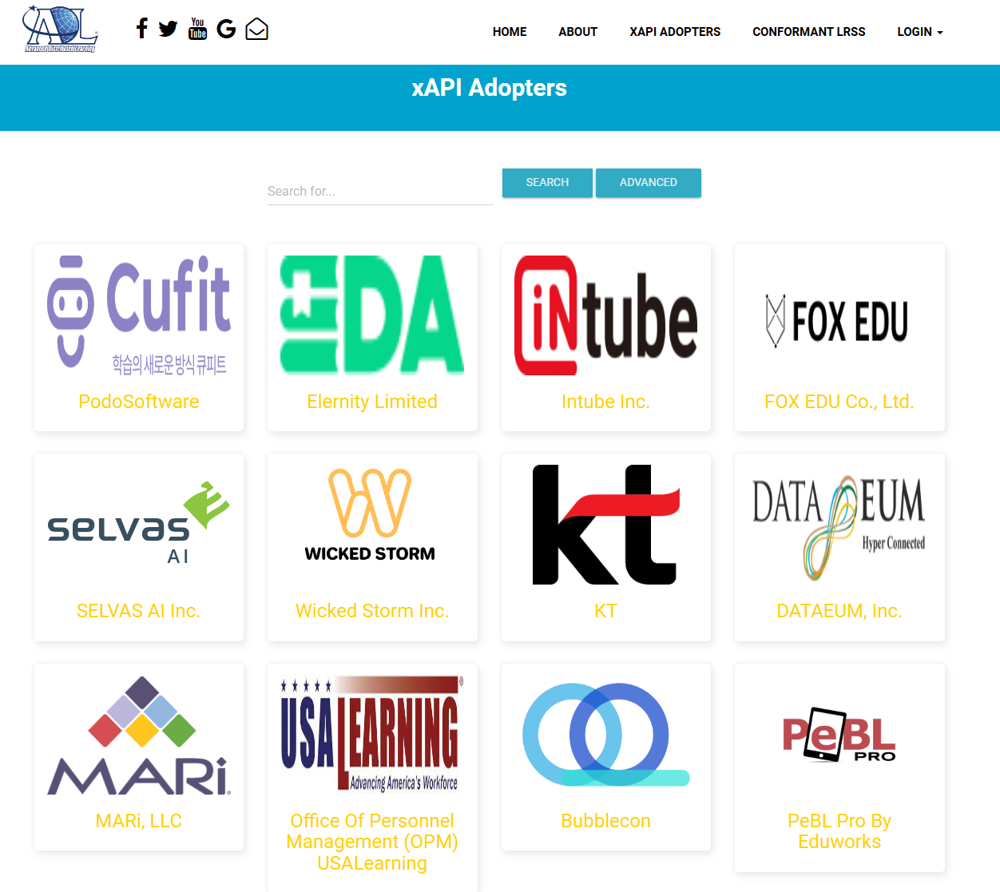 ADL
Advanced Distributed Learning
You
Tube
HOME ABOUT XAPI ADOPTERS CONFORMANT LRSS LOGIN
xAPI Adopters
Search for...
SEARCH ADVANCED
Cufit
학습의 새로운 방식 큐피트
PodoSoftware
EDA
Elernity Limited
iNtube
Intube Inc.
FOX EDU
FOX EDU Co., Ltd.
SELVAS
AI
SELVAS AI Inc.
WICKED STORM
Wicked Storm Inc.
kt
KT
DATA EUM
Hyper Connected
DATAEUM, Inc.
MARi®
MARi, LLC
USALEARNING®
Advancing America's Workforce
Office Of Personnel
Management (OPM)
USALearning
Bubblecon
PeBL
PRO
PeBL Pro By
Eduworks